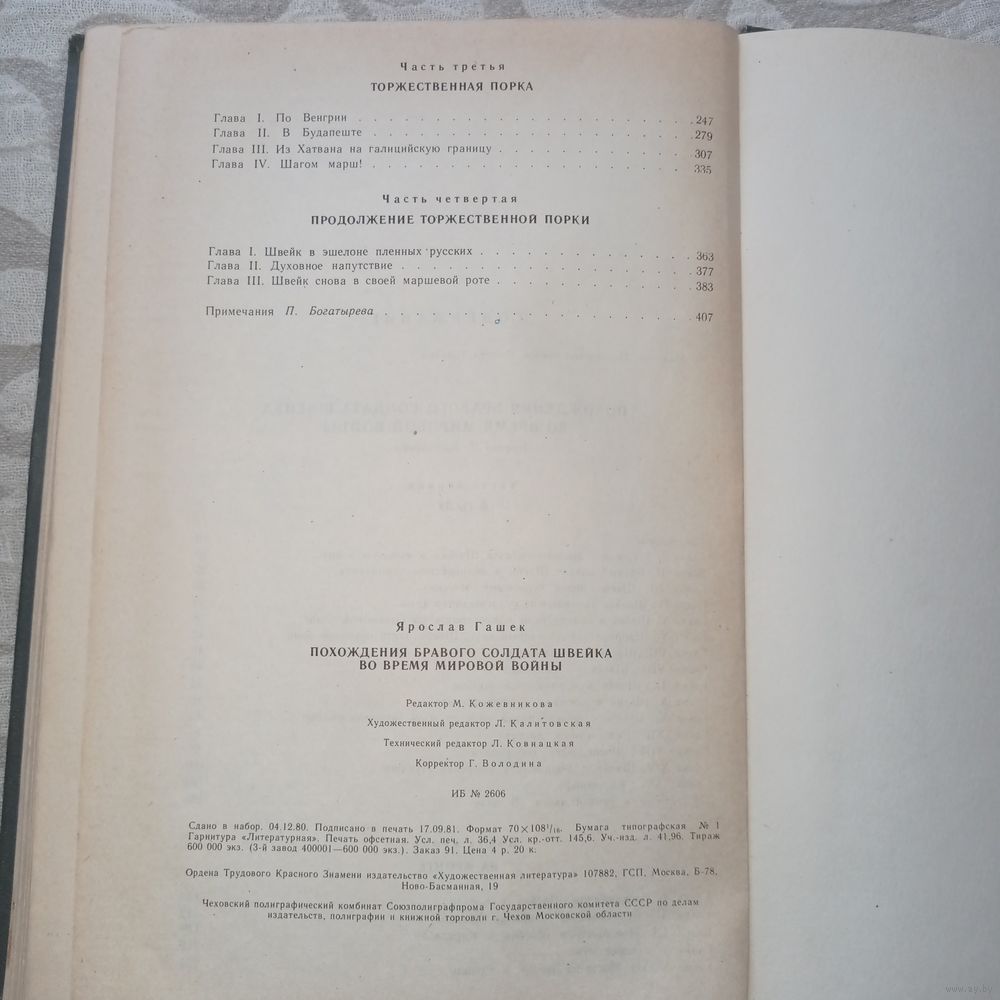 Часть третья
ТОРЖЕСТВЕННАЯ ПОРКА
Глава I. По Венгрии . . . . . . . . . . . . . . . . . . . . . . 247
Глава II. В Будапеште . . . . . . . . . . . . . . . . . . . . . 279
Глава III. Из Хатвана на галицийскую границу . . . . . . . . . . . . 307
Глава IV. Шагом марш! . . . . . . . . . . . . . . . . . . . . 335
Часть четвертая
ПРОДОЛЖЕНИЕ ТОРЖЕСТВЕННОЙ ПОРКИ
Глава I. Швейк в эшелоне пленных русских . . . . . . . . . . . . . . 363
Глава II. Духовное напутствие . . . . . . . . . . . . . . . . . . . 377
Глава III. Швейк снова в своей маршевой роте . . . . . . . . . . . . . 383
Примечания П. Богатырева . . . . . . . . . . . . . . . . . . . . 407
Ярослав Гашек
ПОХОЖДЕНИЯ БРАВОГО СОЛДАТА ШВЕЙКА
ВО ВРЕМЯ МИРОВОЙ ВОЙНЫ
Редактор М. Кожевникова
Художественный редактор Л. Калитовская
Технический редактор Л. Ковнацкая
Корректор Г. Володина
ИБ № 2606
Сдано в набор. 04.12.80. Подписано в печать 17.09.81. Формат 70×108¹/₁₆. Бумага типографская № 1
Гарнитура «Литературная». Печать офсетная. Усл. печ. л. 36,4 Усл. кр.-отт. 145,6. Уч.-изд. л. 41,96. Тираж
600 000 экз. (3-й завод 400001—600 000 экз.). Заказ 91. Цена 4 р. 20 к.
Ордена Трудового Красного Знамени издательство «Художественная литература» 107882, ГСП, Москва, Б-78,
Ново-Басманная, 19
Чеховский полиграфический комбинат Союзполиграфпрома Государственного комитета СССР по делам
издательств, полиграфии и книжной торговли г. Чехов Московской области
www.ay.by